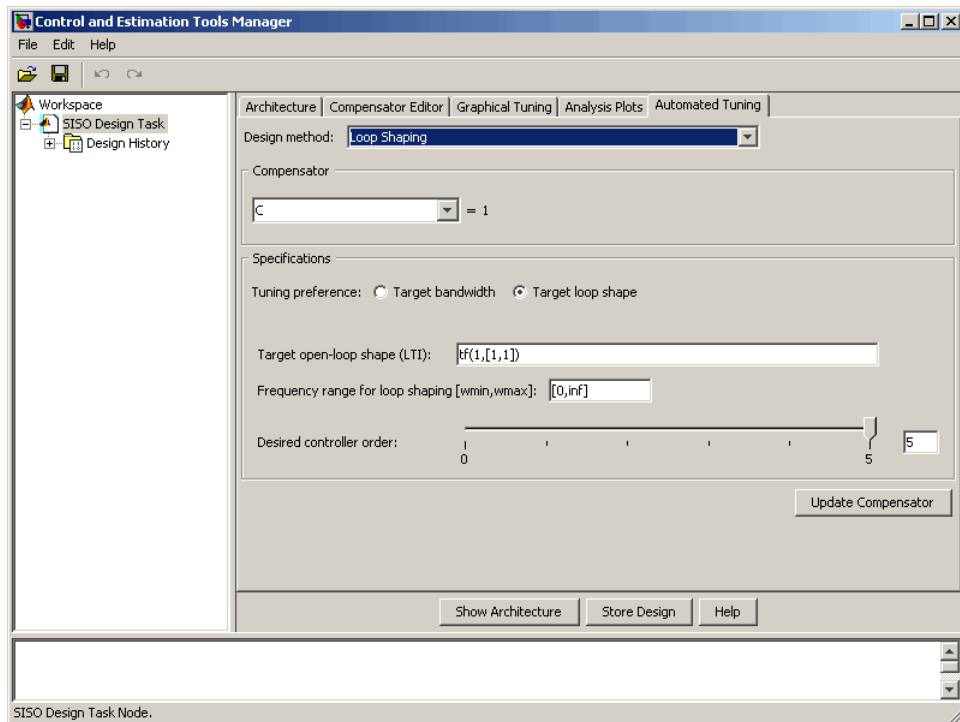 Control and Estimation Tools Manager
File Edit Help
Workspace
SISO Design Task
Design History
Architecture Compensator Editor Graphical Tuning Analysis Plots Automated Tuning
Design method: Loop Shaping
Compensator
C = 1
Specifications
Tuning preference: Target bandwidth Target loop shape
Target open-loop shape (LTI): tf(1,[1,1])
Frequency range for loop shaping [wmin,wmax]: [0,inf]
Desired controller order: 5
0 5
Update Compensator
Show Architecture Store Design Help
SISO Design Task Node.